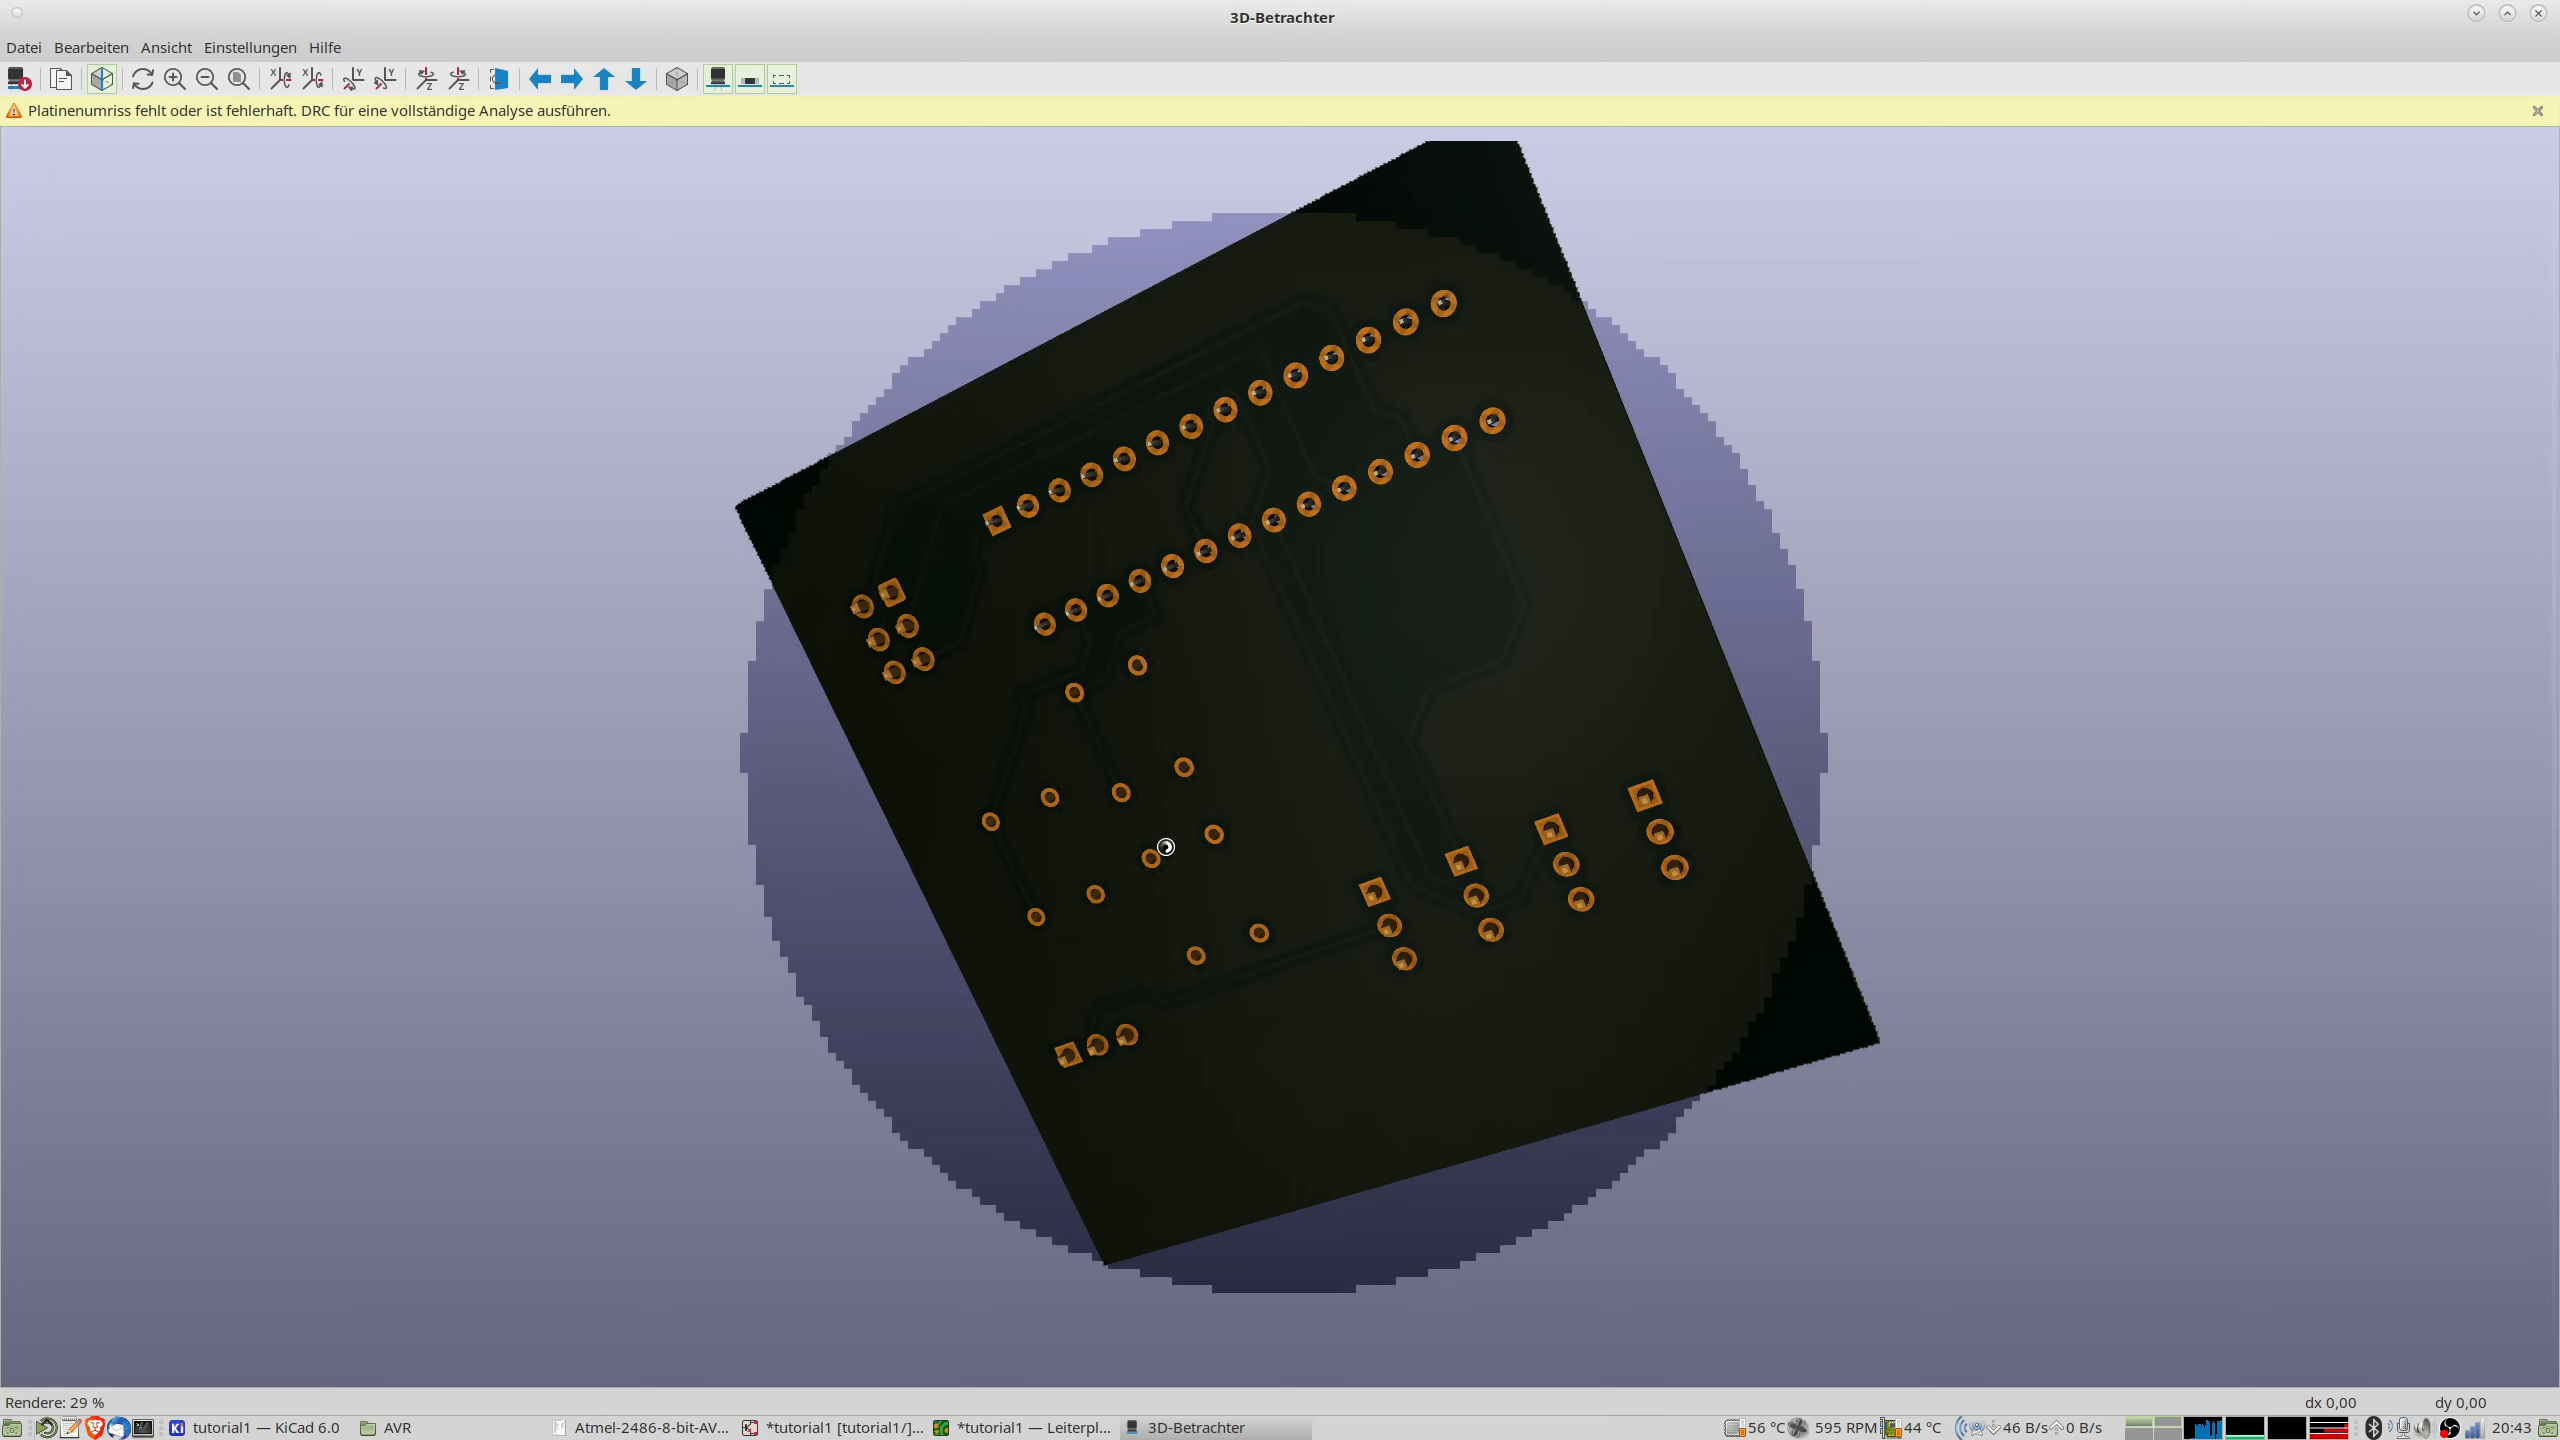 3D-Betrachter
Datei Bearbeiten Ansicht Einstellungen Hilfe
Platinenumriss fehlt oder ist fehlerhaft. DRC für eine vollständige Analyse ausführen.
Rendere: 29 %
dx 0,00 dy 0,00
tutorial1 — KiCad 6.0 AVR Atmel-2486-8-bit-AV... *tutorial1 [tutorial1/]... *tutorial1 — Leiterpl... 3D-Betrachter 56 °C 595 RPM 44 °C 46 B/s 0 B/s 20:43